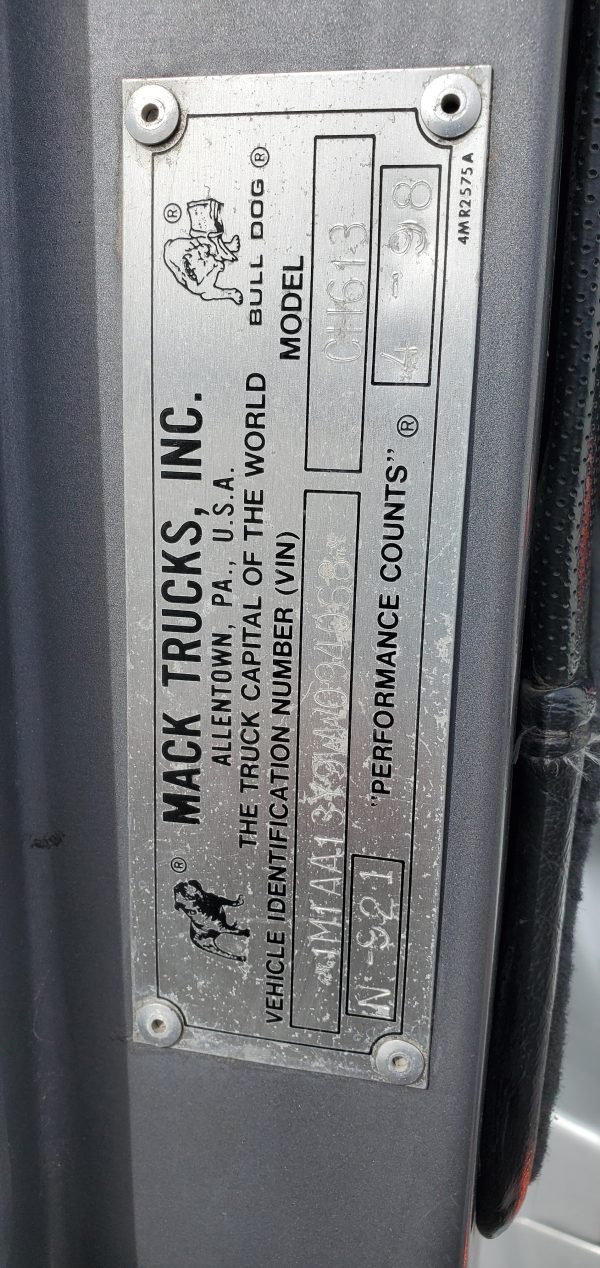 MACK TRUCKS, INC.
ALLENTOWN, PA., U.S.A.
THE TRUCK CAPITAL OF THE WORLD
BULL DOG ®
VEHICLE IDENTIFICATION NUMBER (VIN)
MODEL
*1M1AA13Y9WW094068*
CH613
N
"PERFORMANCE COUNTS" ®
4-98
4MR2575A